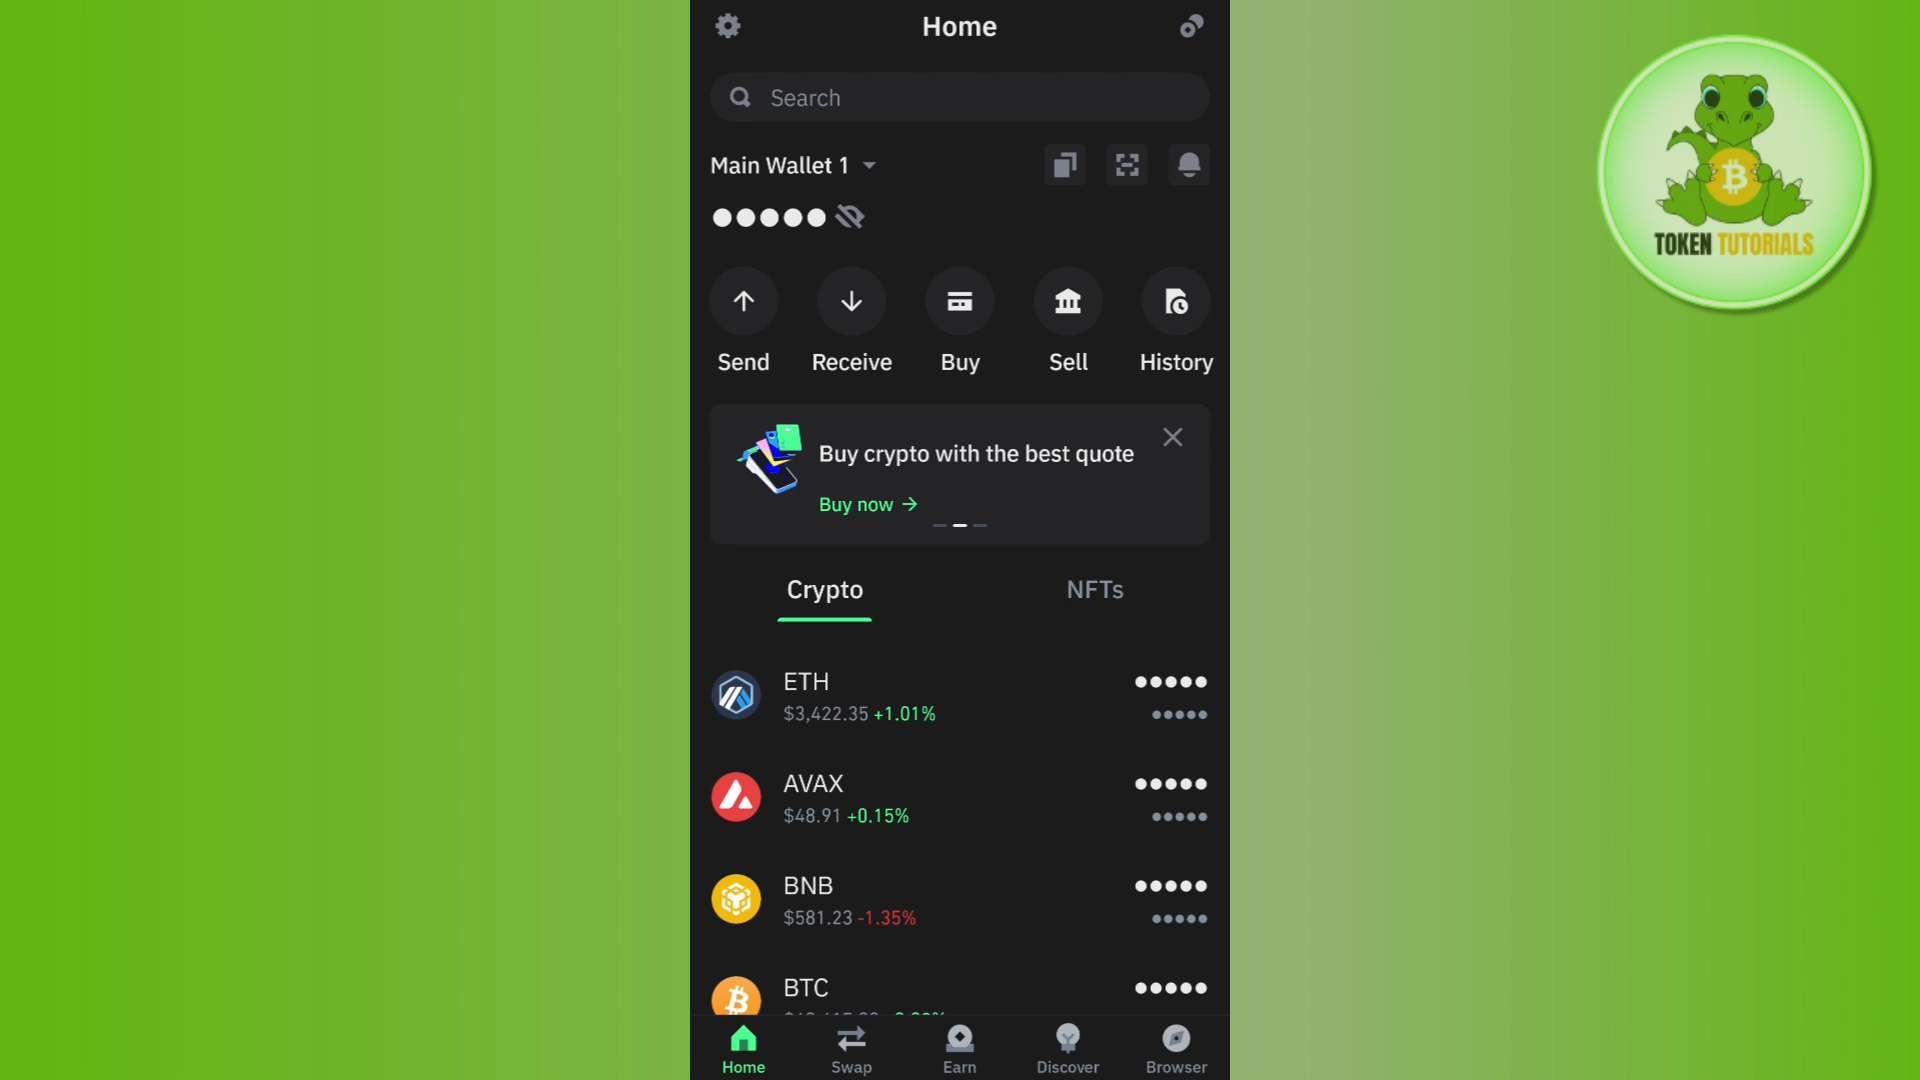 Home
Search
Main Wallet 1
Send
Receive
Buy
Sell
History
Buy crypto with the best quote
Buy now →
Crypto
NFTs
ETH
$3,422.35 +1.01%
AVAX
$48.91 +0.15%
BNB
$581.23 -1.35%
BTC
Home
Swap
Earn
Discover
Browser
TOKEN TUTORIALS